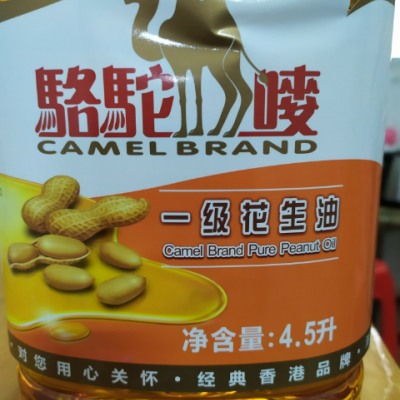 駱駝嘜
CAMEL BRAND
一级花生油
Camel Brand Pure Peanut Oil
净含量:4.5升
·对您用心关怀·经典香港品牌·